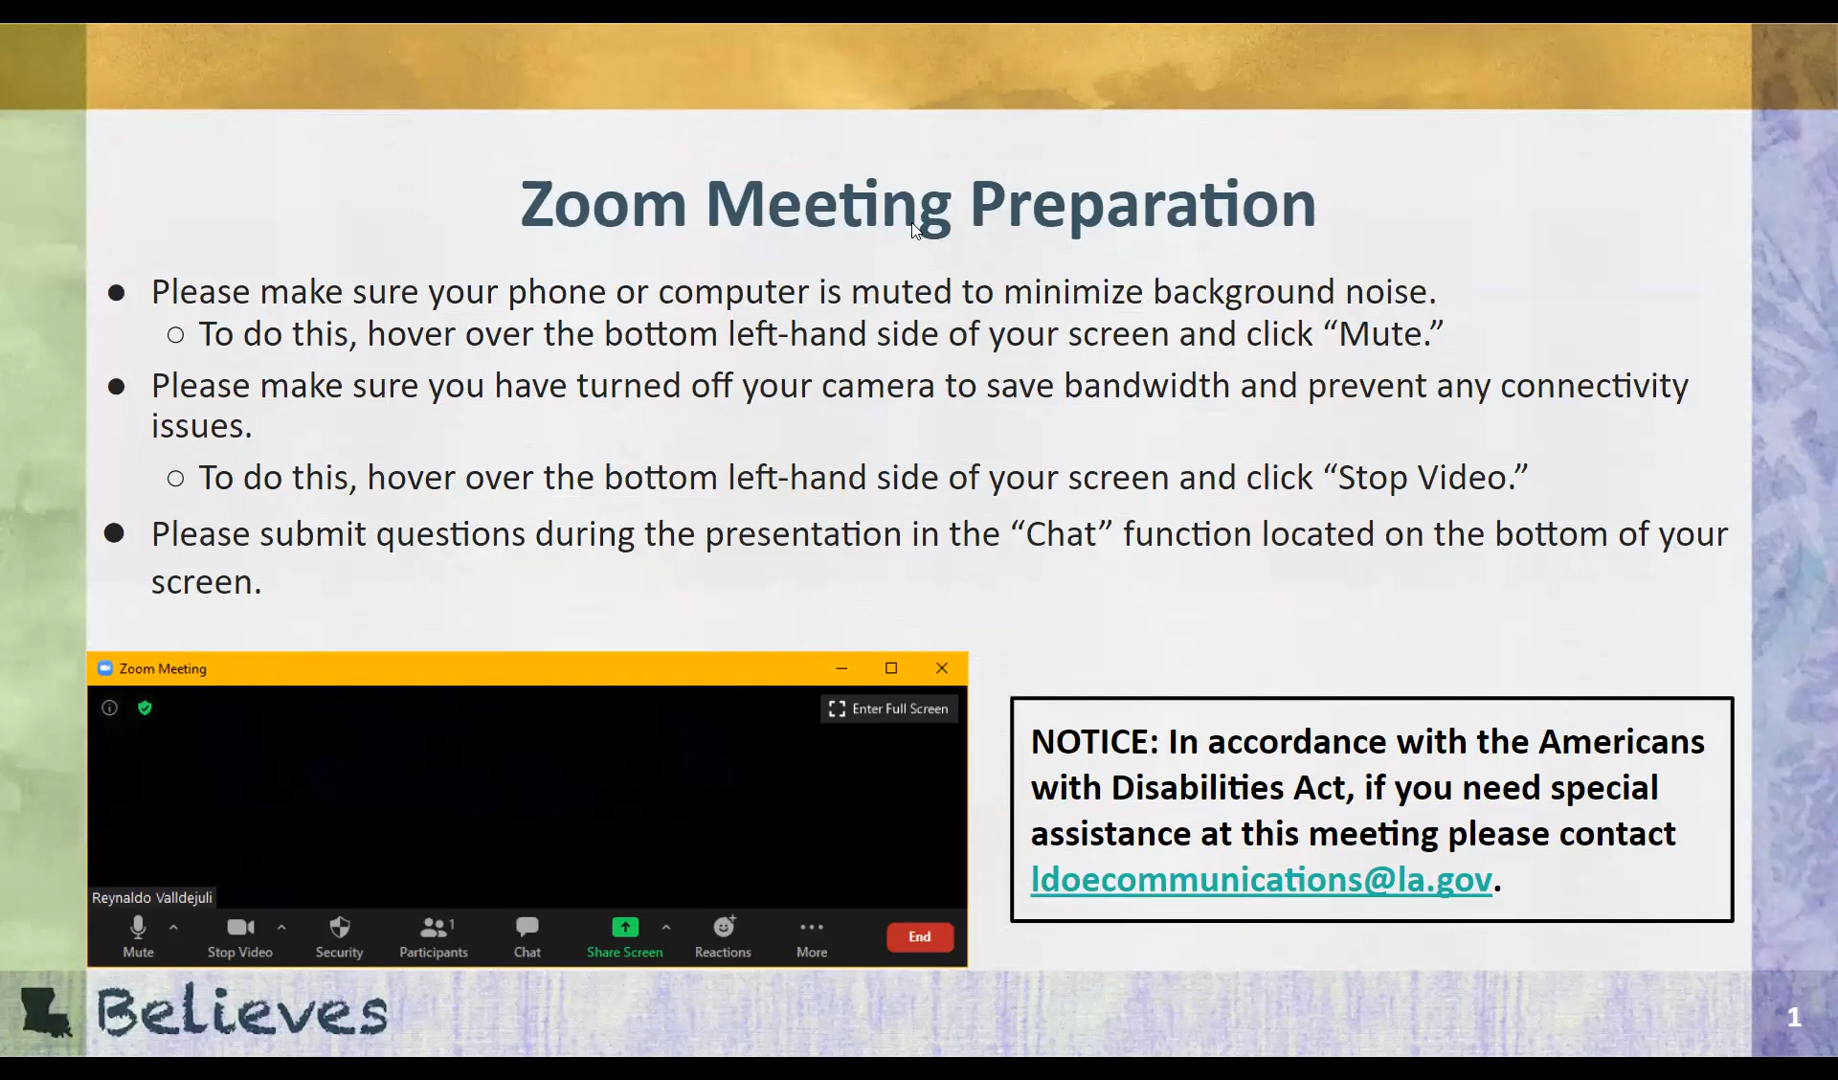 Zoom Meeting Preparation
● Please make sure your phone or computer is muted to minimize background noise.
○ To do this, hover over the bottom left-hand side of your screen and click “Mute.”
● Please make sure you have turned off your camera to save bandwidth and prevent any connectivity
issues.
○ To do this, hover over the bottom left-hand side of your screen and click “Stop Video.”
● Please submit questions during the presentation in the “Chat” function located on the bottom of your
screen.
Zoom Meeting
Enter Full Screen
Reynaldo Valldejuli
1
Mute Stop Video Security Participants Chat Share Screen Reactions More End
NOTICE: In accordance with the Americans
with Disabilities Act, if you need special
assistance at this meeting please contact
ldoecommunications@la.gov.
Believes
1